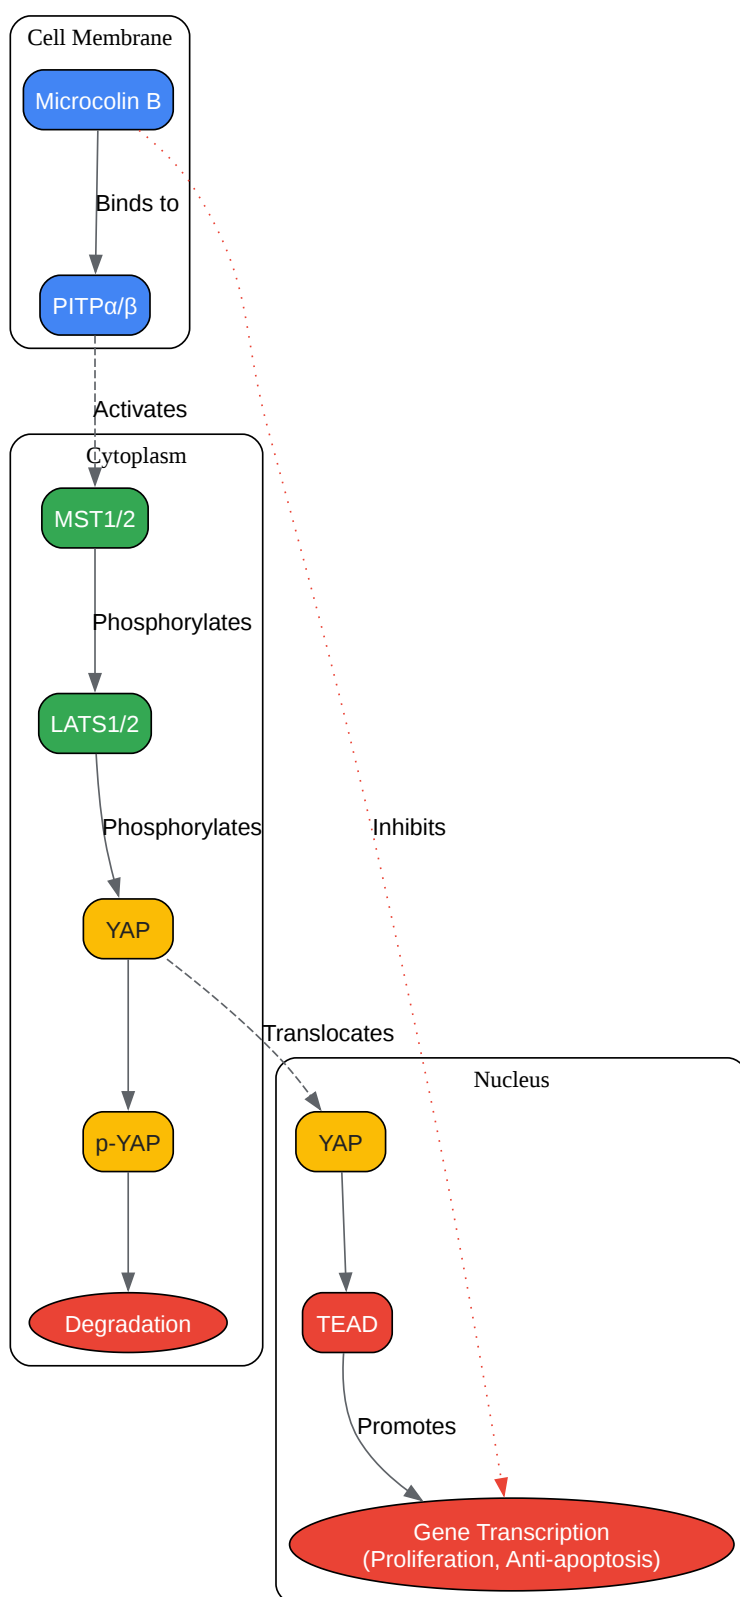 Cell Membrane
Microcolin B
Binds to
PITPα/β
Activates
Cytoplasm
MST1/2
Phosphorylates
LATS1/2
Phosphorylates
Inhibits
YAP
Translocates
Nucleus
p-YAP
YAP
Degradation
TEAD
Promotes
Gene Transcription
(Proliferation, Anti-apoptosis)